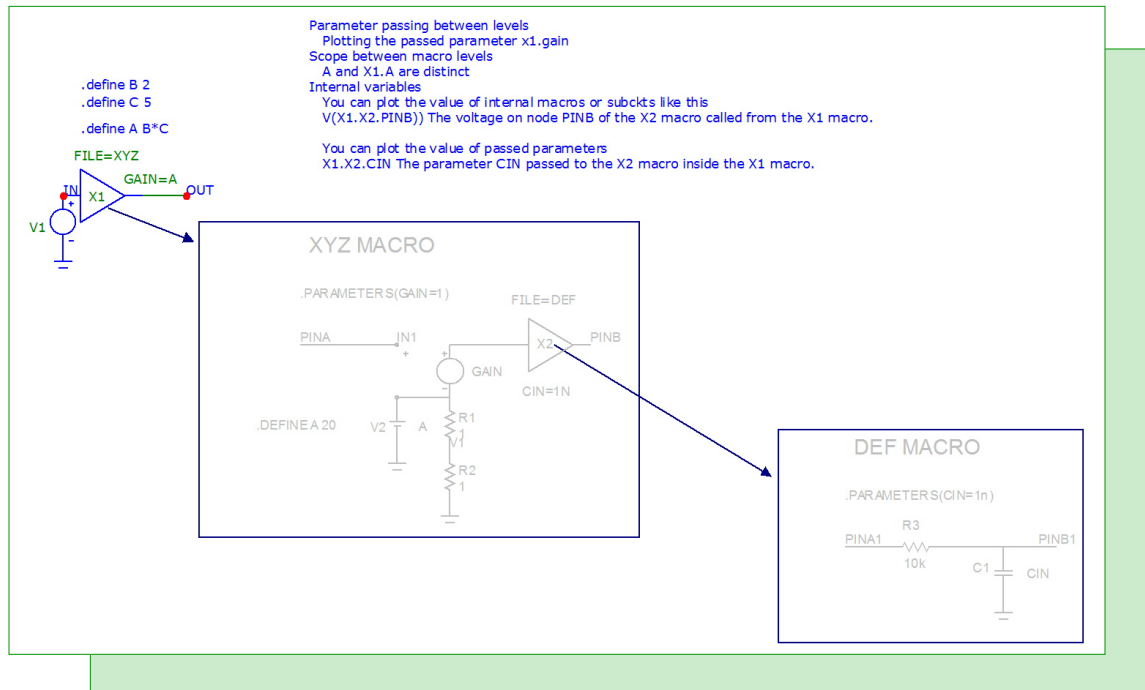 Parameter passing between levels
Plotting the passed parameter x1.gain
Scope between macro levels
A and X1.A are distinct
Internal variables
You can plot the value of internal macros or subckts like this
V(X1.X2.PINB)) The voltage on node PINB of the X2 macro called from the X1 macro.
You can plot the value of passed parameters
X1.X2.CIN The parameter CIN passed to the X2 macro inside the X1 macro.
.define B 2
.define C 5
.define A B*C
FILE=XYZ
GAIN=A
IN
X1
OUT
+
V1
-
XYZ MACRO
.PARAMETERS(GAIN=1)
FILE=DEF
PINA
IN1
+
+
X2
PINB
GAIN
-
CIN=1N
.DEFINE A 20
V2
A
R1
1
V1
R2
1
DEF MACRO
.PARAMETERS(CIN=1n)
R3
PINA1
PINB1
10k
C1
CIN